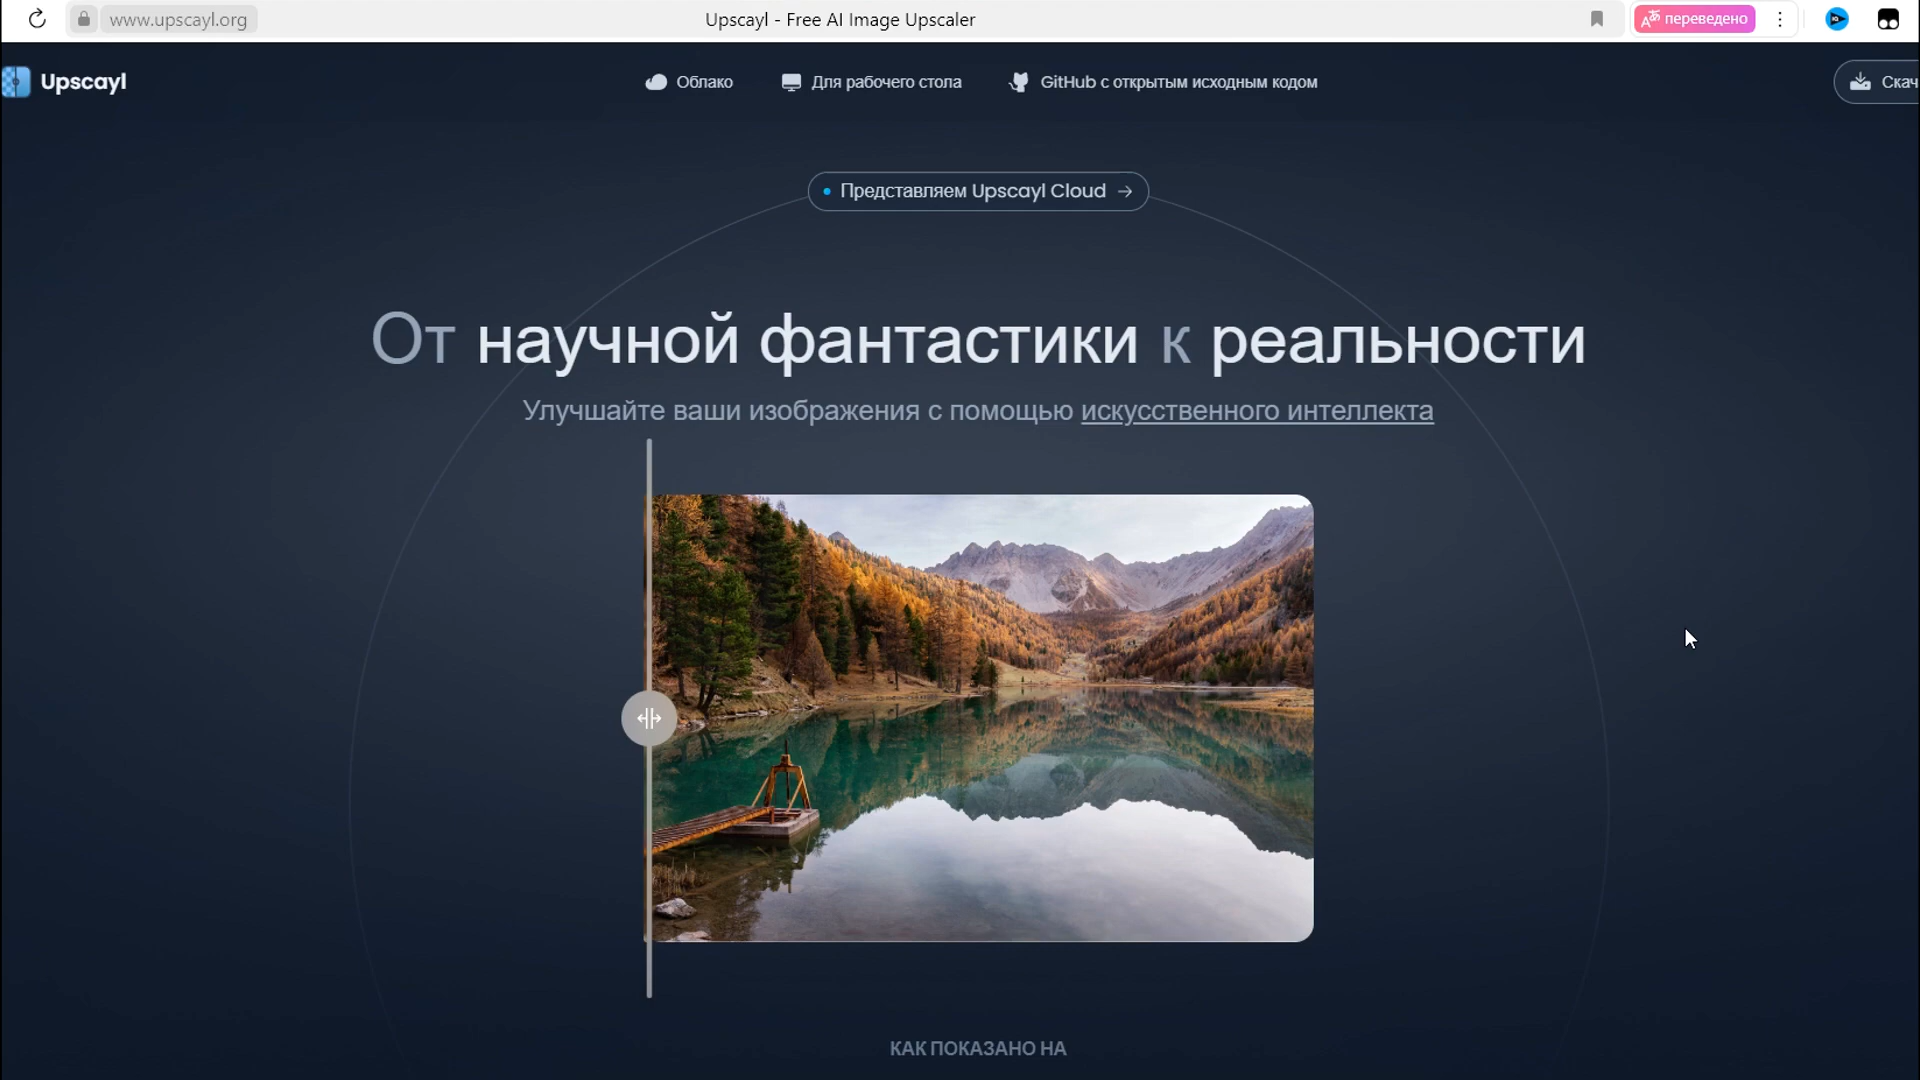 www.upscayl.org
Upscayl - Free AI Image Upscaler
переведено
Upscayl
Облако
Для рабочего стола
GitHub с открытым исходным кодом
Скач
Представляем Upscayl Cloud →
От научной фантастики к реальности
Улучшайте ваши изображения с помощью искусственного интеллекта
КАК ПОКАЗАНО НА